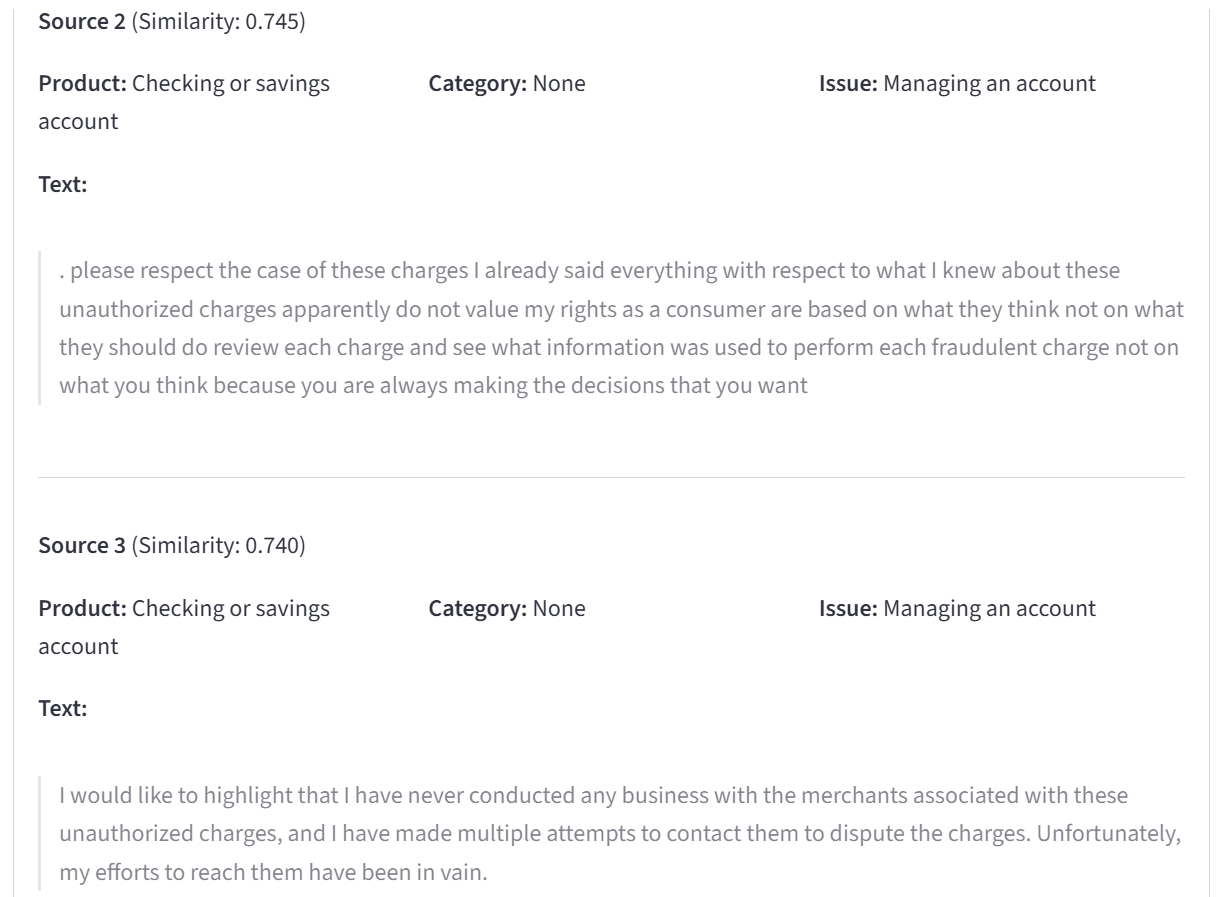 Source 2 (Similarity: 0.745)
Product: Checking or savings account Category: None Issue: Managing an account
Text:
. please respect the case of these charges I already said everything with respect to what I knew about these
unauthorized charges apparently do not value my rights as a consumer are based on what they think not on what
they should do review each charge and see what information was used to perform each fraudulent charge not on
what you think because you are always making the decisions that you want
Source 3 (Similarity: 0.740)
Product: Checking or savings account Category: None Issue: Managing an account
Text:
I would like to highlight that I have never conducted any business with the merchants associated with these
unauthorized charges, and I have made multiple attempts to contact them to dispute the charges. Unfortunately,
my efforts to reach them have been in vain.